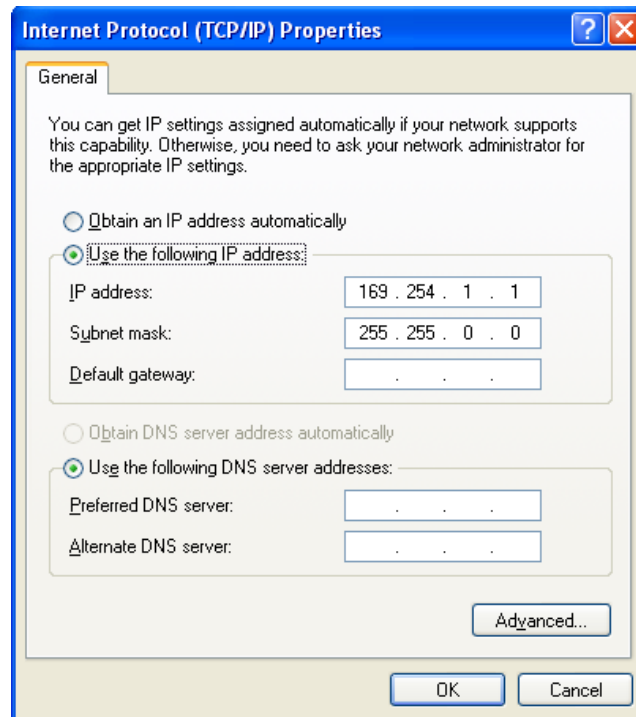 Internet Protocol (TCP/IP) Properties
General
You can get IP settings assigned automatically if your network supports
this capability. Otherwise, you need to ask your network administrator for
the appropriate IP settings.
Obtain an IP address automatically
Use the following IP address:
IP address: 169 . 254 . 1 . 1
Subnet mask: 255 . 255 . 0 . 0
Default gateway: . . .
Obtain DNS server address automatically
Use the following DNS server addresses:
Preferred DNS server: . . .
Alternate DNS server: . . .
Advanced...
OK Cancel